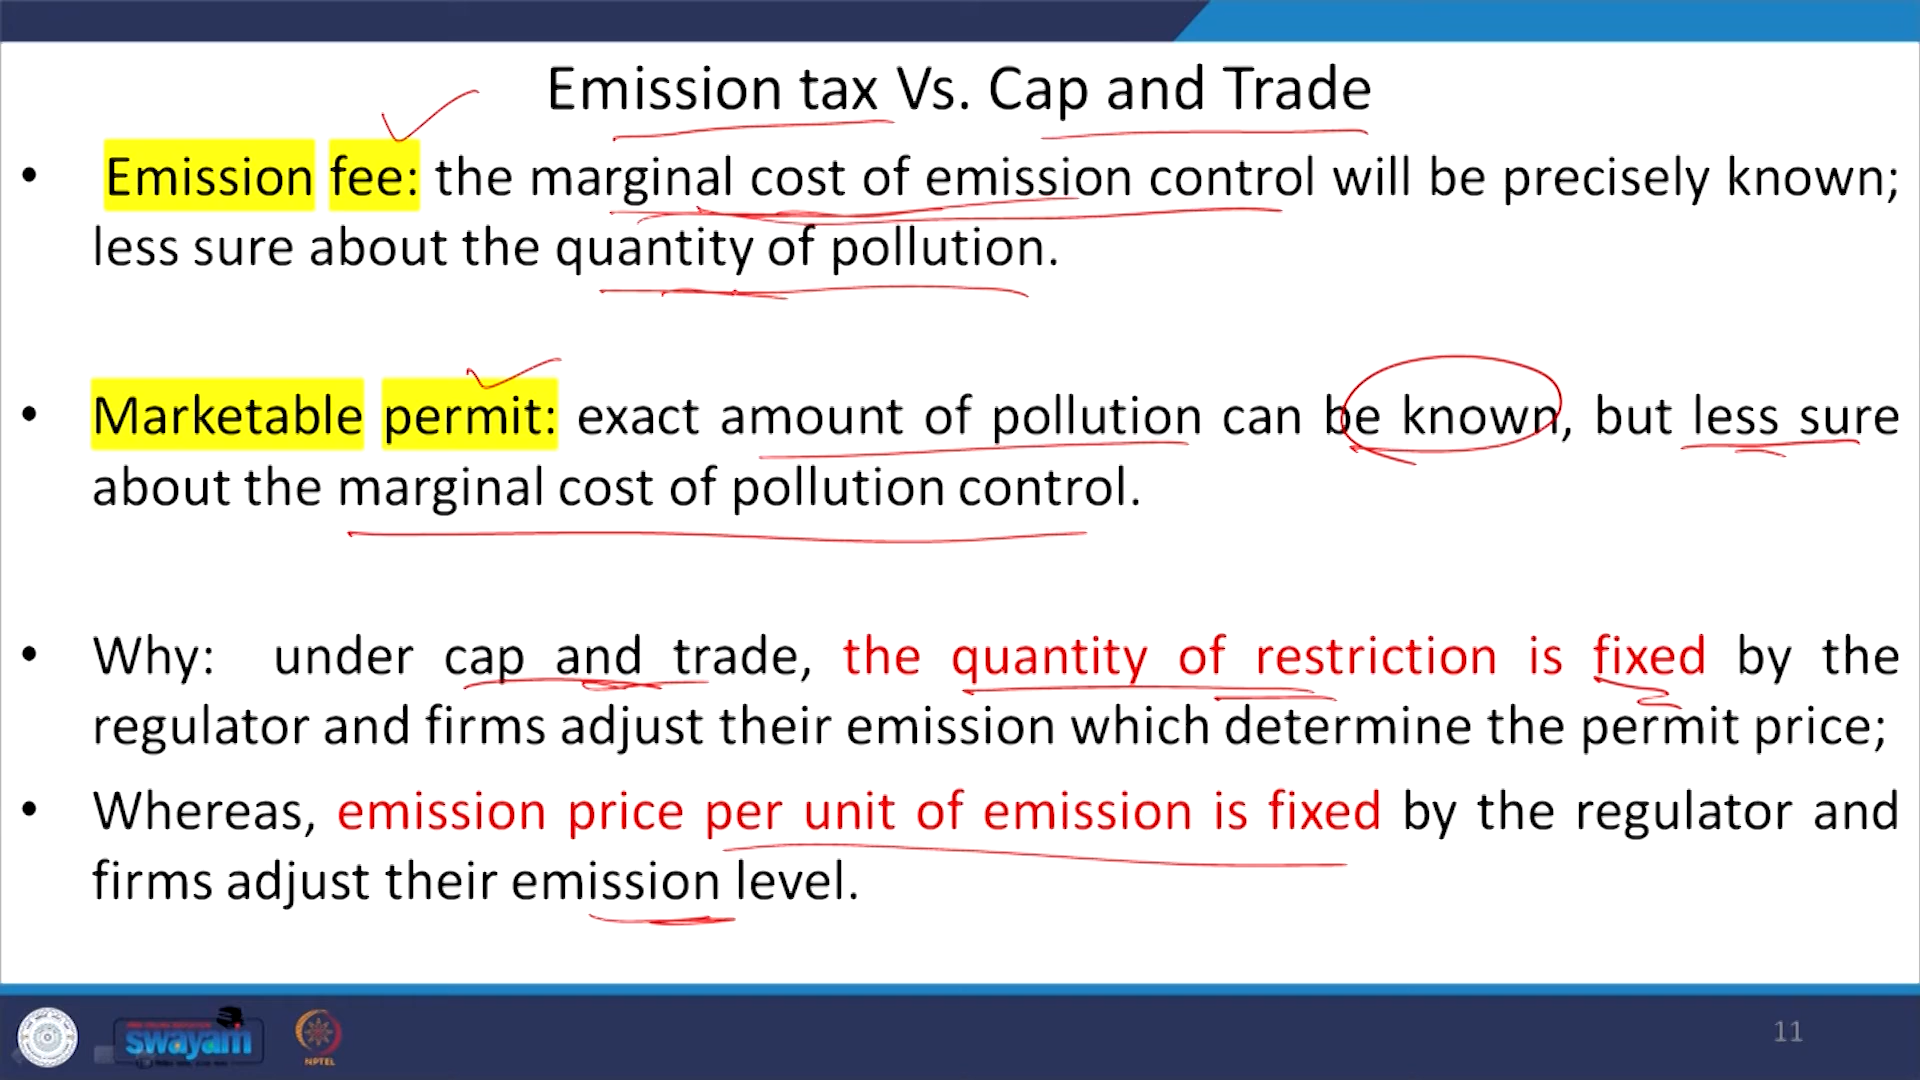 Emission tax Vs. Cap and Trade
• Emission fee: the marginal cost of emission control will be precisely known;
less sure about the quantity of pollution.
• Marketable permit: exact amount of pollution can be known, but less sure
about the marginal cost of pollution control.
• Why: under cap and trade, the quantity of restriction is fixed by the
regulator and firms adjust their emission which determine the permit price;
• Whereas, emission price per unit of emission is fixed by the regulator and
firms adjust their emission level.
swayam
NPTEL
11